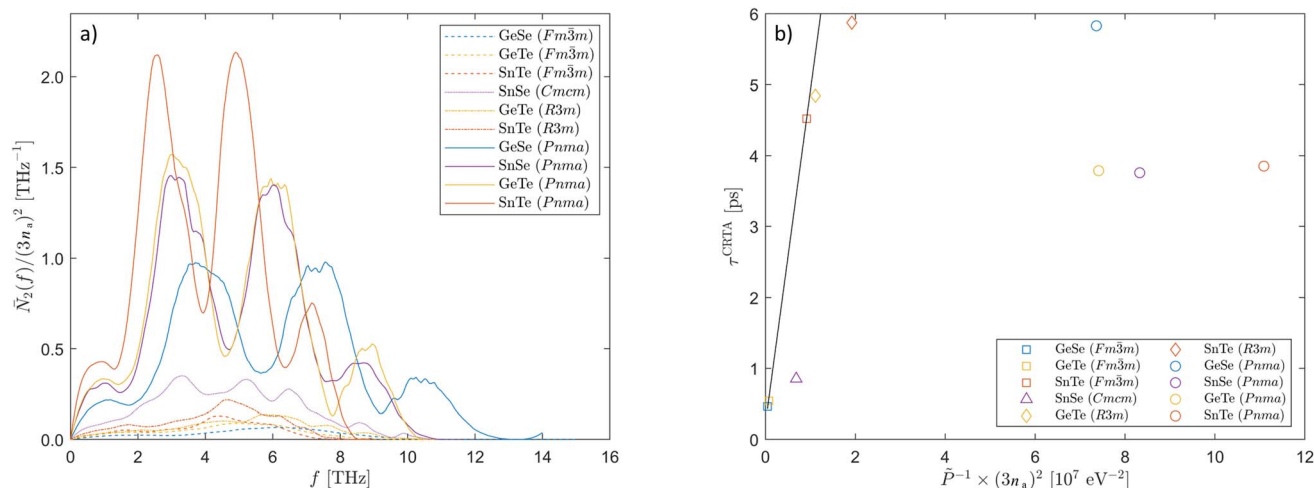 a)
GeSe (Fm3̄m)
GeTe (Fm3̄m)
SnTe (Fm3̄m)
SnSe (Cmcm)
GeTe (R3m)
SnTe (R3m)
GeSe (Pnma)
SnSe (Pnma)
GeTe (Pnma)
SnTe (Pnma)
2.0
1.5
1.0
0.5
0.0
N̄₂(f)/(3nₐ)² [THz⁻¹]
0 2 4 6 8 10 12 14 16
f [THz]
b)
6
5
4
3
2
1
0
τ^CRTA [ps]
GeSe (Fm3̄m) SnTe (R3m)
GeTe (Fm3̄m) GeSe (Pnma)
SnTe (Fm3̄m) SnSe (Pnma)
SnSe (Cmcm) GeTe (Pnma)
GeTe (R3m) SnTe (Pnma)
0 2 4 6 8 10 12
P̃⁻¹ × (3nₐ)² [10⁷ eV⁻²]